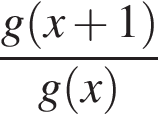 g(x + 1)
g(x)